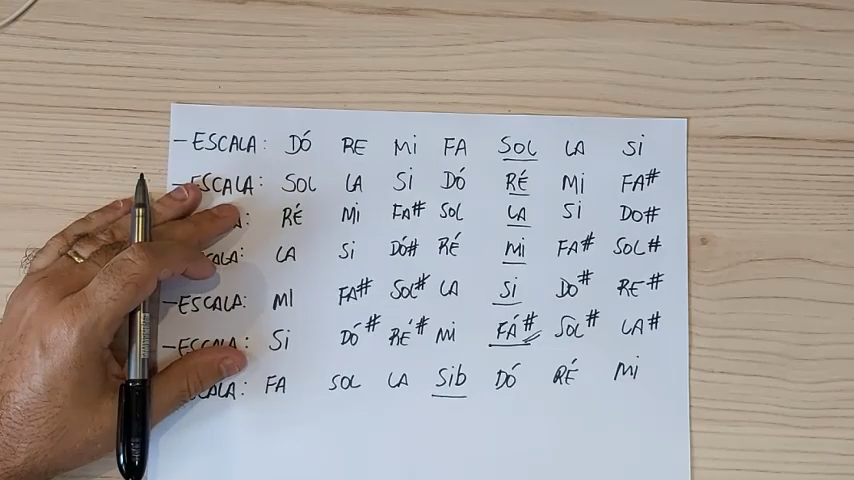 - ESCALA: DÓ RE Mi FA SOL LA Si
- ESCALA: SOL LA Si DÓ RÉ Mi FA#
RÉ Mi FA# SOL LA Si DO#
LA Si DÓ# RÉ Mi FA# SOL#
- ESCALA: Mi FA# SOL# LA Si DO# RE#
- ESCALA: Si DÓ# RÉ# Mi FÁ# SOL# LA#
FA SOL LA Sib DÓ RÉ Mi